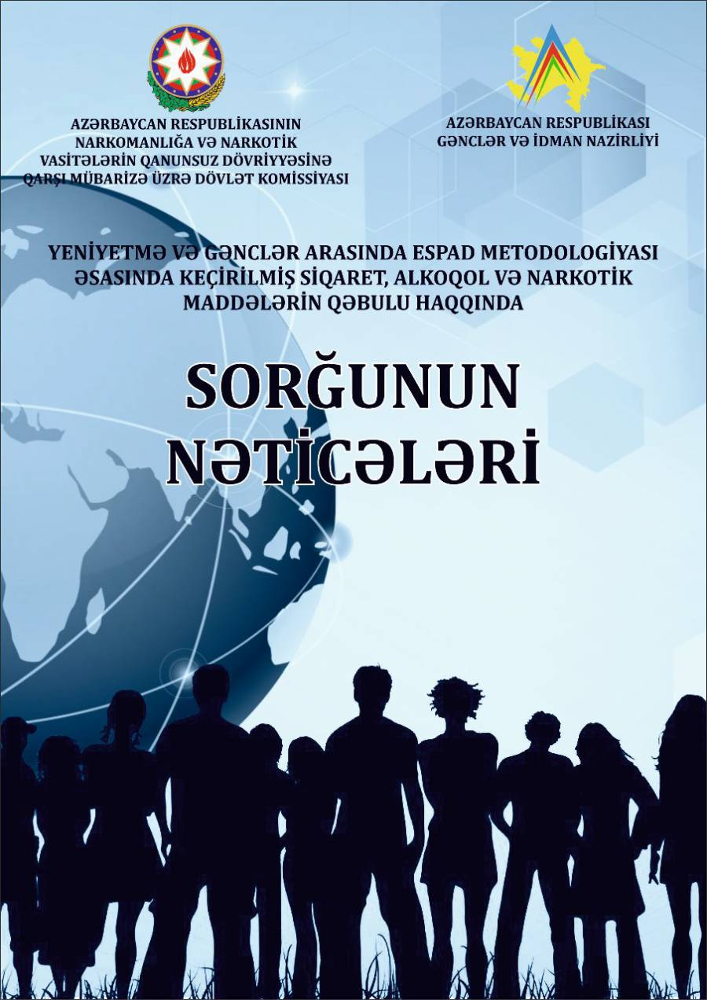 AZƏRBAYCAN RESPUBLİKASININ
NARKOMANLIĞA VƏ NARKOTİK
VASİTƏLƏRİN QANUNSUZ DÖVRİYYƏSİNƏ
QARŞI MÜBARİZƏ ÜZRƏ DÖVLƏT KOMİSSİYASI
AZƏRBAYCAN RESPUBLİKASI
GƏNCLƏR VƏ İDMAN NAZİRLİYİ
YENİYETMƏ VƏ GƏNCLƏR ARASINDA ESPAD METODOLOGİYASI
ƏSASINDA KEÇİRİLMİŞ SİQARET, ALKOQOL VƏ NARKOTİK
MADDƏLƏRİN QƏBULU HAQQINDA
SORĞUNUN
NƏTİCƏLƏRİ